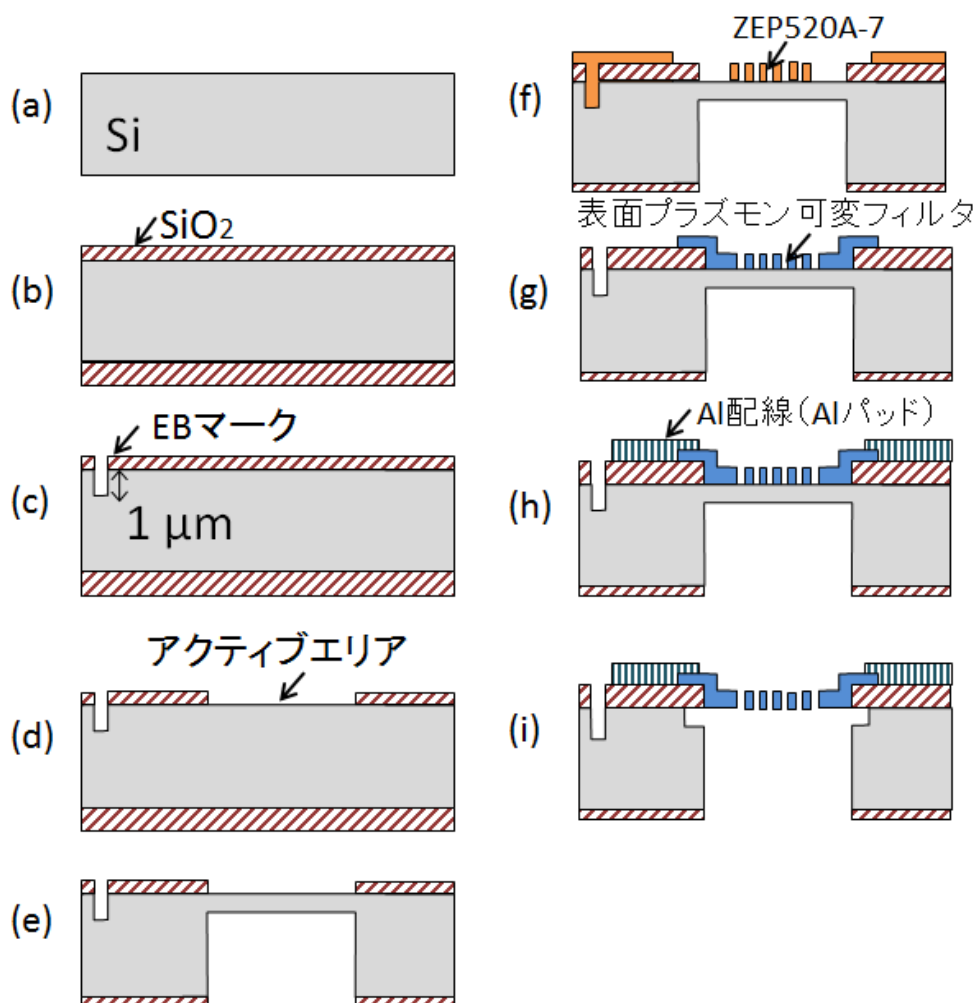 (a)
Si
SiO₂
(b)
EBマーク
(c)
1 μm
アクティブエリア
(d)
(e)
ZEP520A-7
(f)
表面プラズモン可変フィルタ
(g)
Al配線(Alパッド)
(h)
(i)